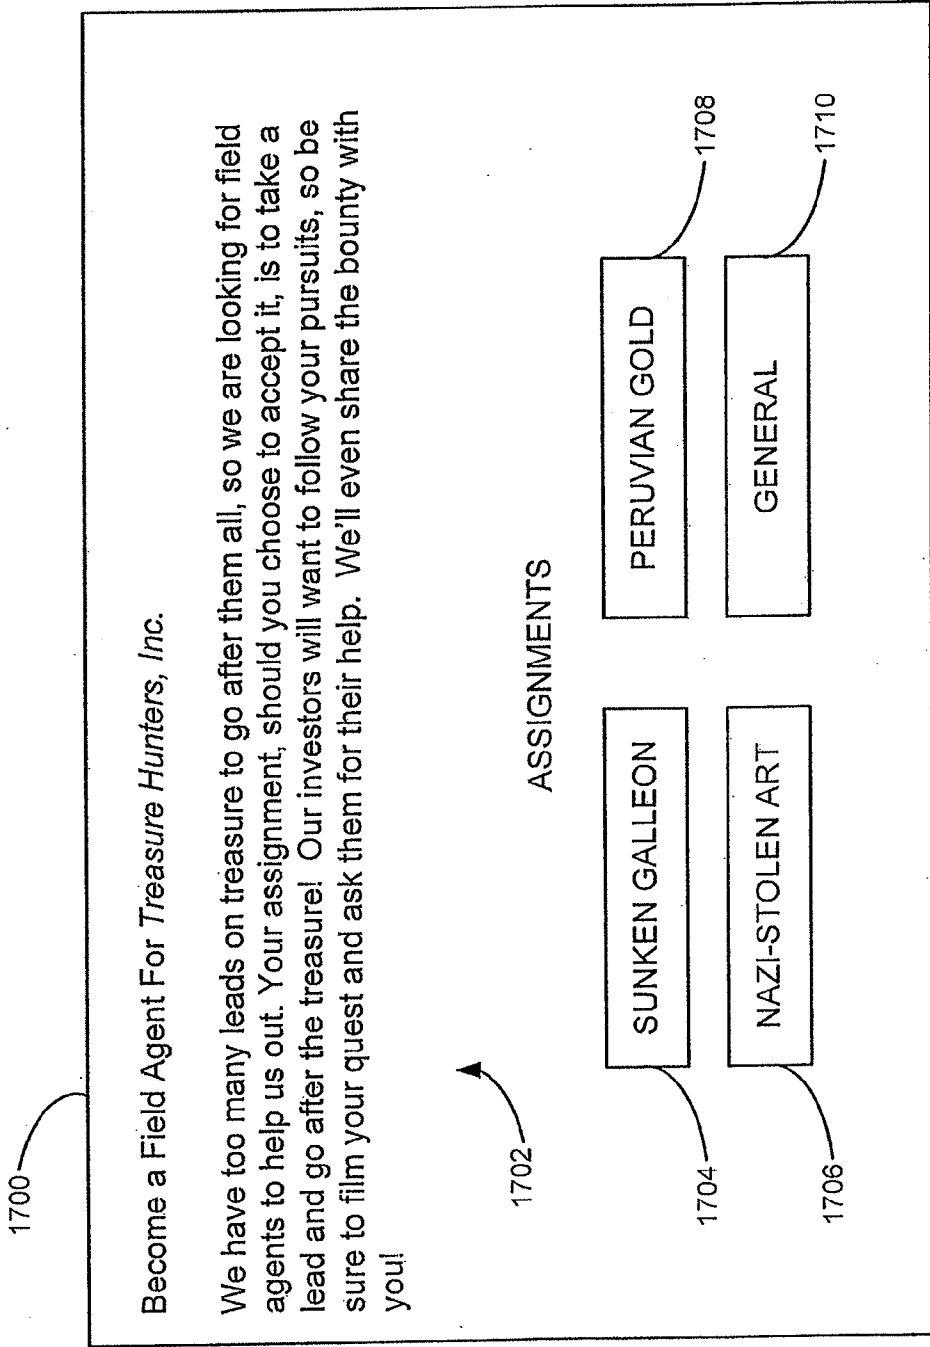 1700
Become a Field Agent For Treasure Hunters, Inc.
We have too many leads on treasure to go after them all, so we are looking for field
agents to help us out. Your assignment, should you choose to accept it, is to take a
lead and go after the treasure! Our investors will want to follow your pursuits, so be
sure to film your quest and ask them for their help. We'll even share the bounty with
you!
1702
ASSIGNMENTS
SUNKEN GALLEON
PERUVIAN GOLD
1704
1708
NAZI-STOLEN ART
GENERAL
1706
1710